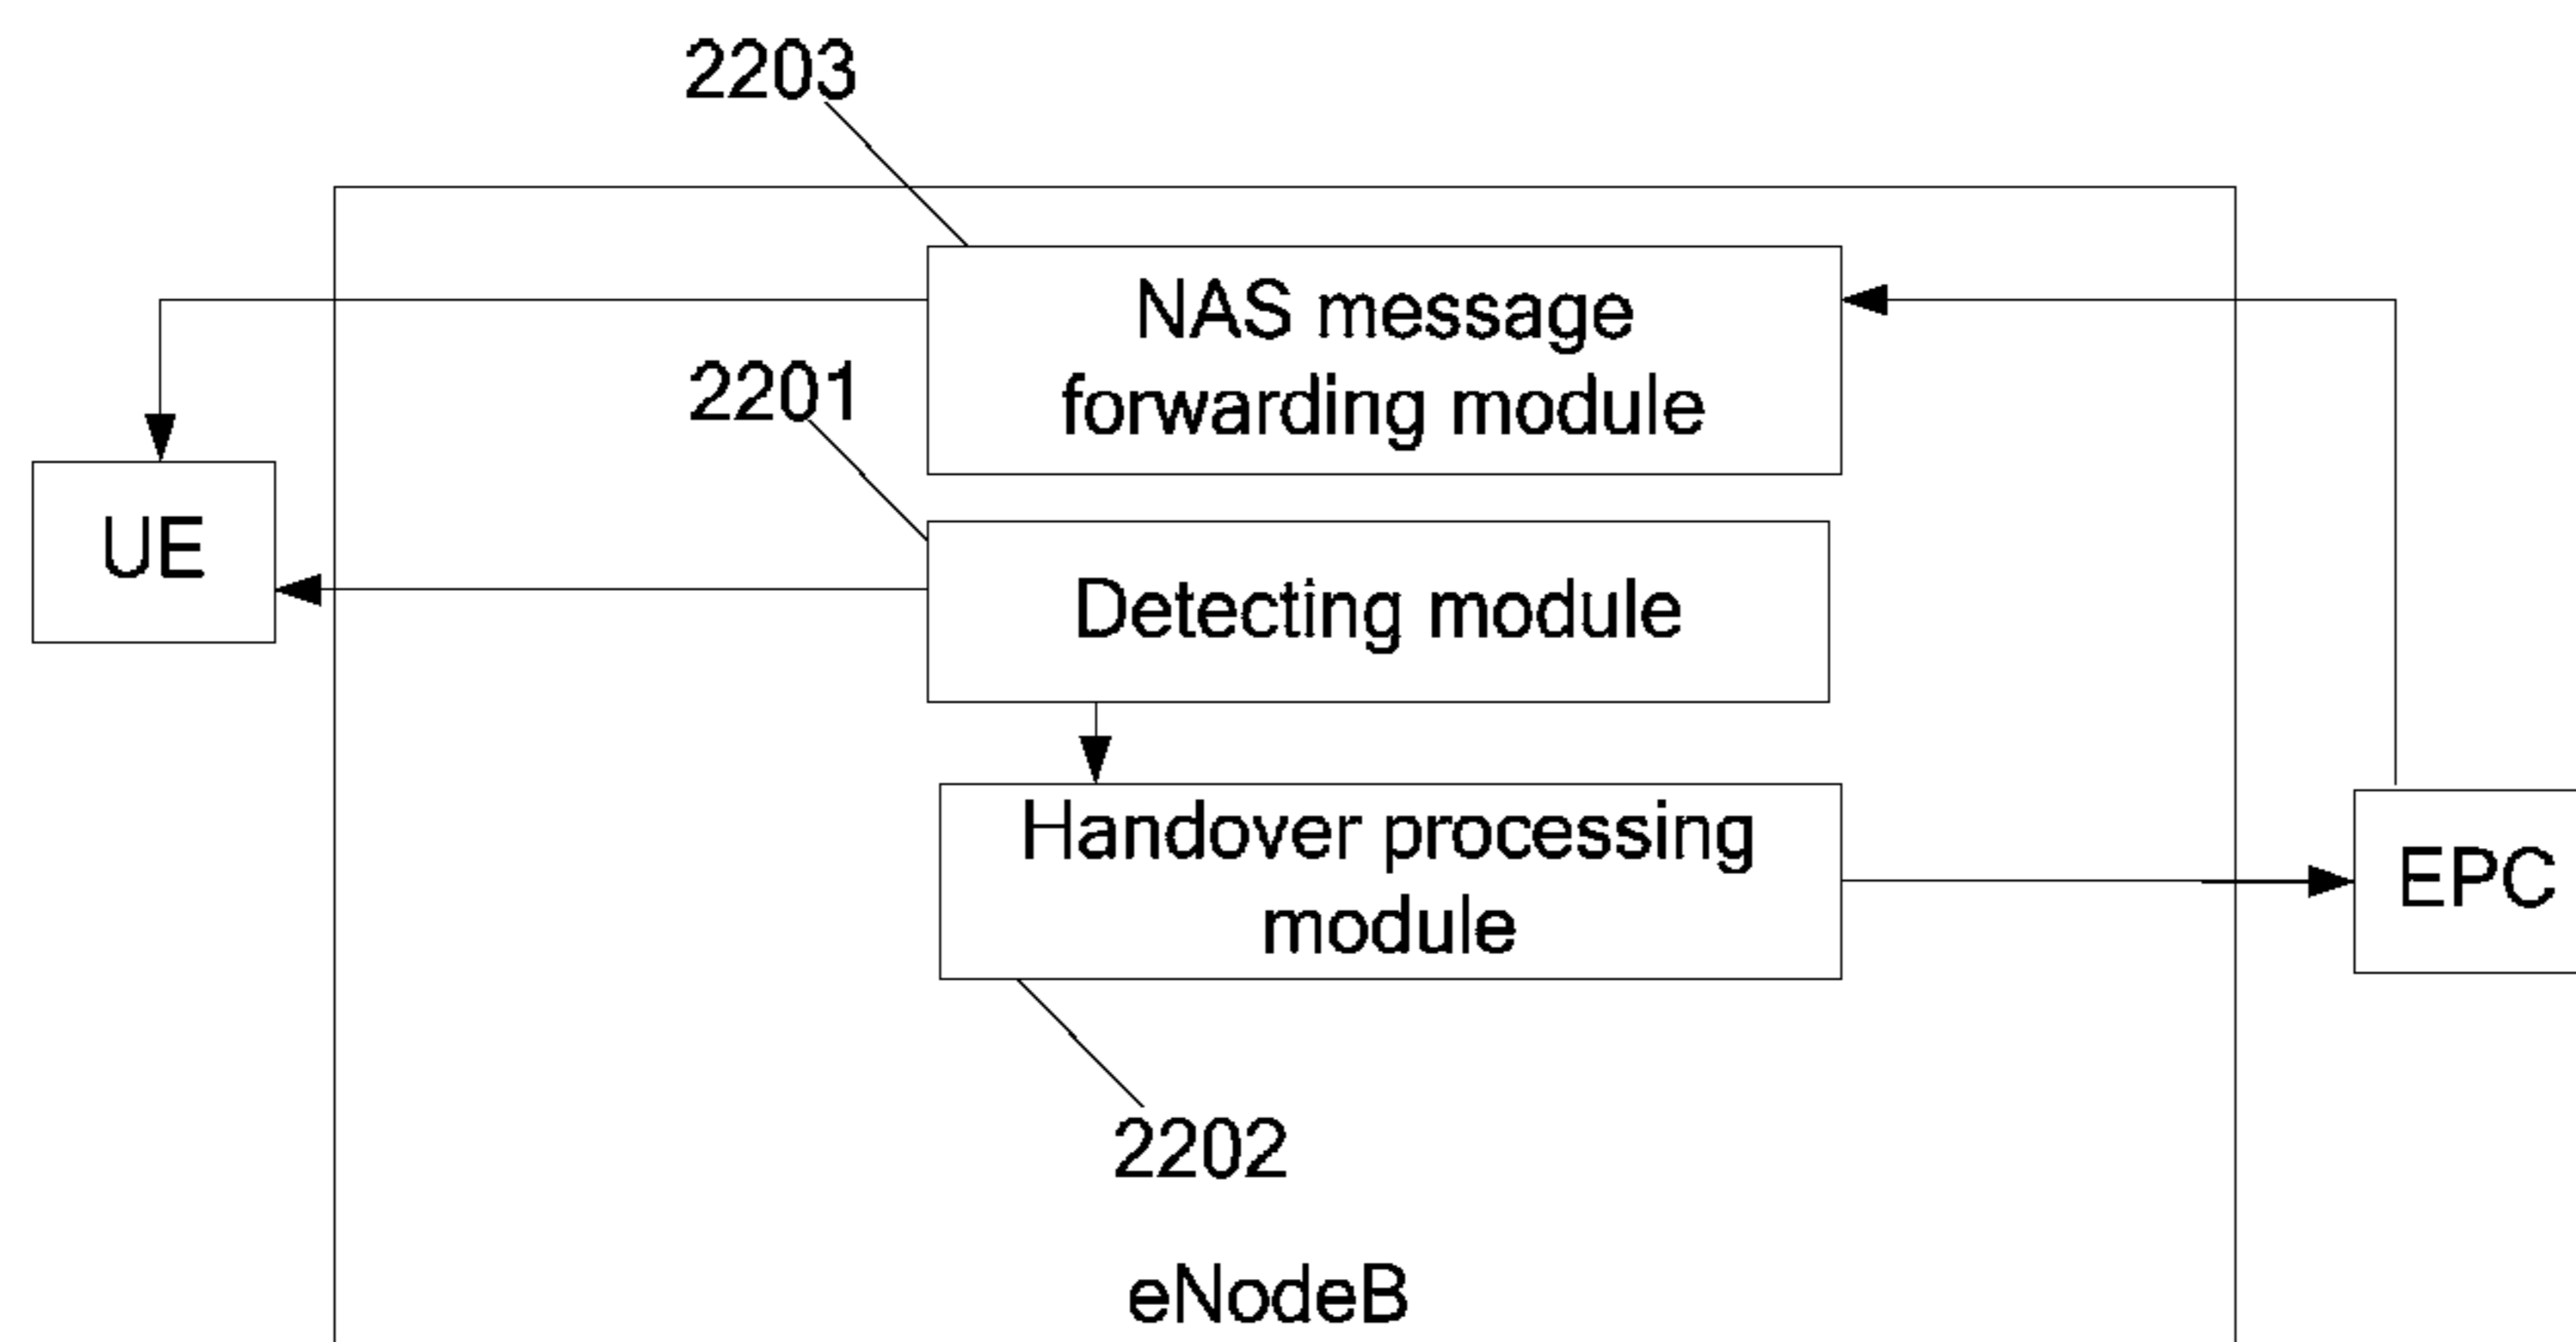 2203
NAS message
forwarding module
2201
UE
Detecting module
Handover processing
module
EPC
2202
eNodeB